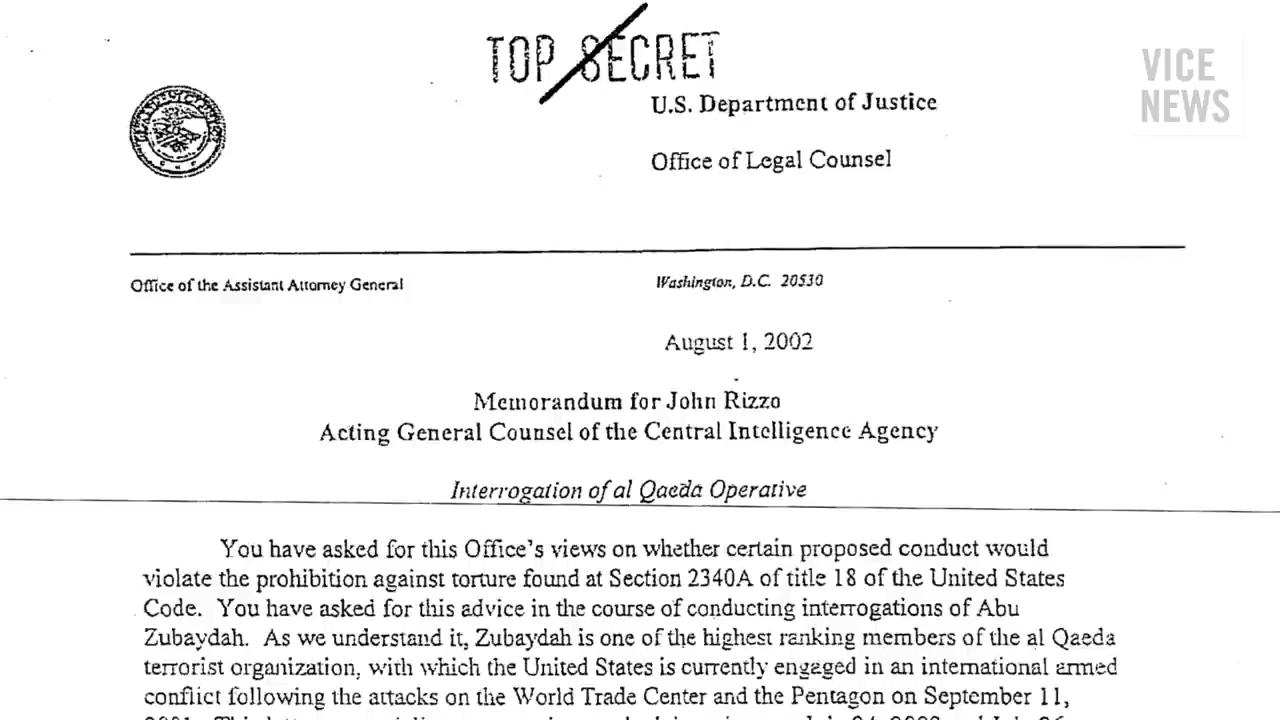 TOP SECRET
VICE
NEWS
U.S. Department of Justice
Office of Legal Counsel
Office of the Assistant Attorney General
Washington, D.C. 20530
August 1, 2002
Memorandum for John Rizzo
Acting General Counsel of the Central Intelligence Agency
Interrogation of al Qaeda Operative
You have asked for this Office's views on whether certain proposed conduct would
violate the prohibition against torture found at Section 2340A of title 18 of the United States
Code. You have asked for this advice in the course of conducting interrogations of Abu
Zubaydah. As we understand it, Zubaydah is one of the highest ranking members of the al Qaeda
terrorist organization, with which the United States is currently engaged in an international armed
conflict following the attacks on the World Trade Center and the Pentagon on September 11,